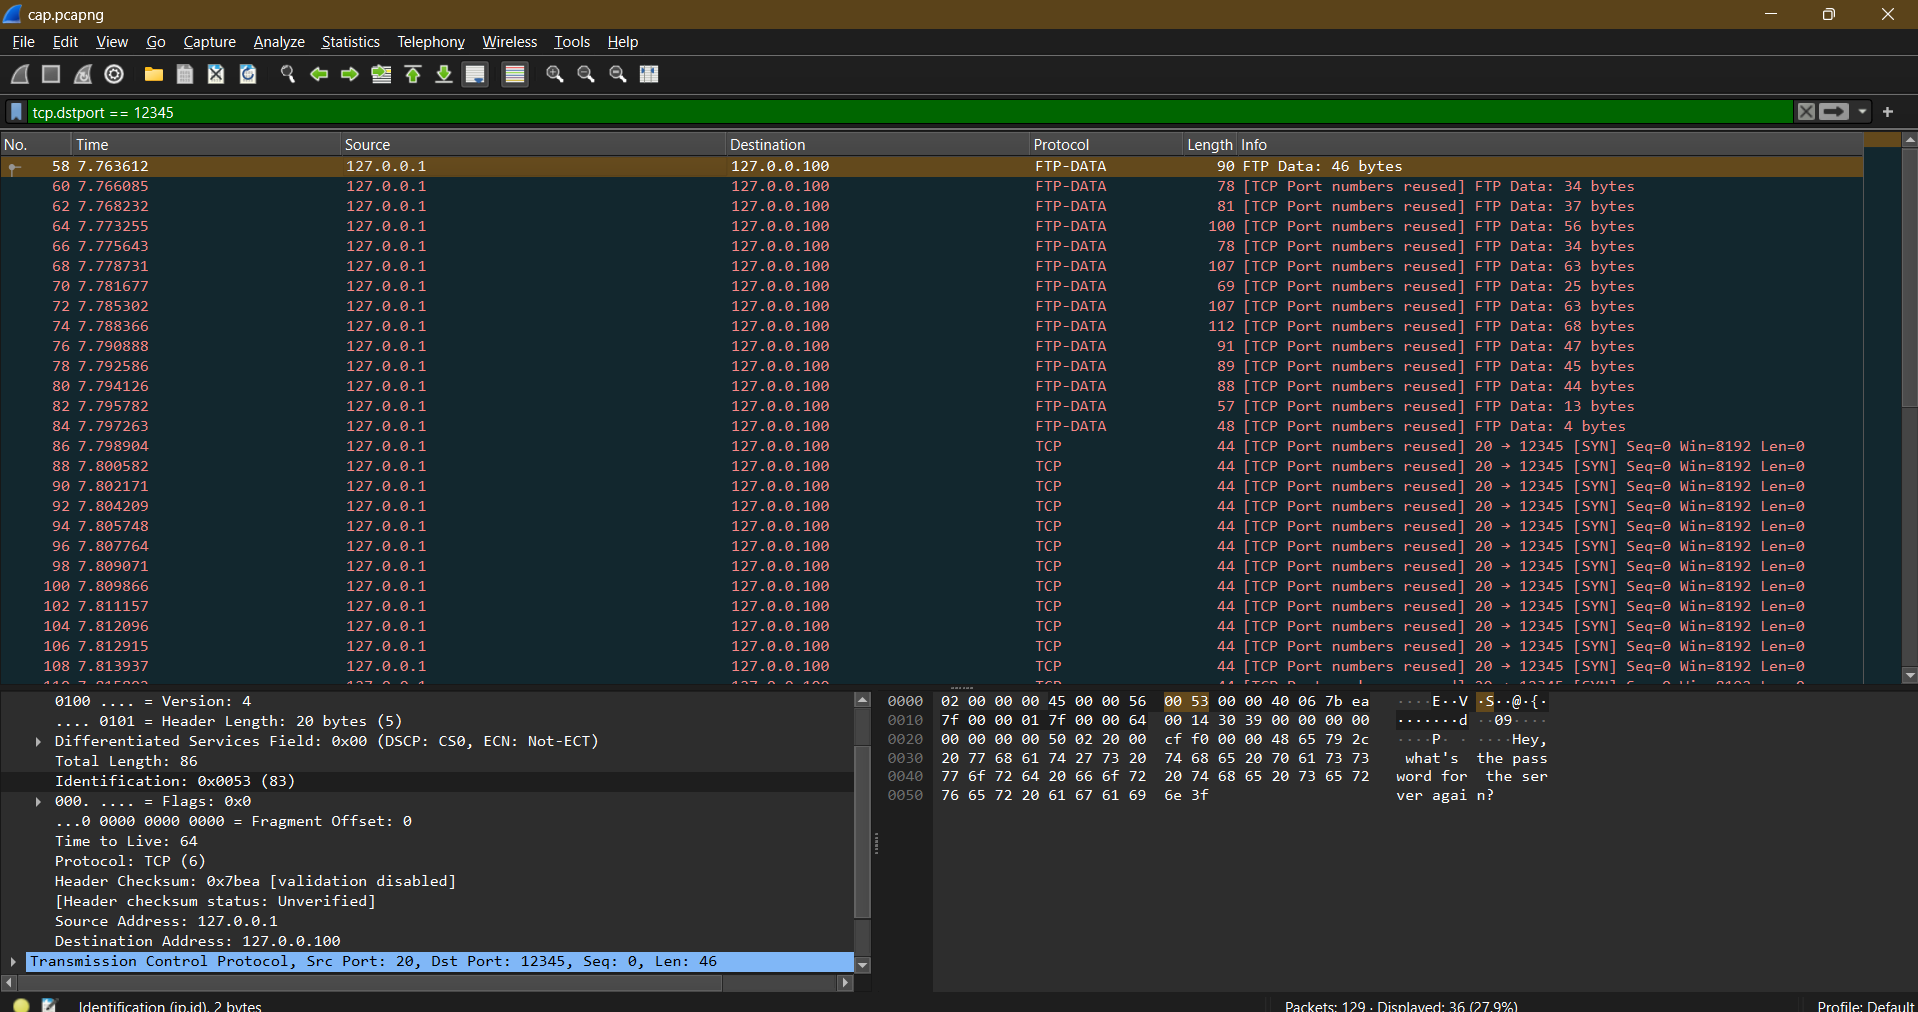 cap.pcapng
File Edit View Go Capture Analyze Statistics Telephony Wireless Tools Help
tcp.dstport == 12345
No. Time Source Destination Protocol Length Info
58 7.763612 127.0.0.1 127.0.0.100 FTP-DATA 90 FTP Data: 46 bytes
60 7.766085 127.0.0.1 127.0.0.100 FTP-DATA 78 [TCP Port numbers reused] FTP Data: 34 bytes
62 7.768232 127.0.0.1 127.0.0.100 FTP-DATA 81 [TCP Port numbers reused] FTP Data: 37 bytes
64 7.773255 127.0.0.1 127.0.0.100 FTP-DATA 100 [TCP Port numbers reused] FTP Data: 56 bytes
66 7.775643 127.0.0.1 127.0.0.100 FTP-DATA 78 [TCP Port numbers reused] FTP Data: 34 bytes
68 7.778731 127.0.0.1 127.0.0.100 FTP-DATA 107 [TCP Port numbers reused] FTP Data: 63 bytes
70 7.781677 127.0.0.1 127.0.0.100 FTP-DATA 69 [TCP Port numbers reused] FTP Data: 25 bytes
72 7.785302 127.0.0.1 127.0.0.100 FTP-DATA 107 [TCP Port numbers reused] FTP Data: 63 bytes
74 7.788366 127.0.0.1 127.0.0.100 FTP-DATA 112 [TCP Port numbers reused] FTP Data: 68 bytes
76 7.790888 127.0.0.1 127.0.0.100 FTP-DATA 91 [TCP Port numbers reused] FTP Data: 47 bytes
78 7.792586 127.0.0.1 127.0.0.100 FTP-DATA 89 [TCP Port numbers reused] FTP Data: 45 bytes
80 7.794126 127.0.0.1 127.0.0.100 FTP-DATA 88 [TCP Port numbers reused] FTP Data: 44 bytes
82 7.795782 127.0.0.1 127.0.0.100 FTP-DATA 57 [TCP Port numbers reused] FTP Data: 13 bytes
84 7.797263 127.0.0.1 127.0.0.100 FTP-DATA 48 [TCP Port numbers reused] FTP Data: 4 bytes
86 7.798904 127.0.0.1 127.0.0.100 TCP 44 [TCP Port numbers reused] 20 → 12345 [SYN] Seq=0 Win=8192 Len=0
88 7.800582 127.0.0.1 127.0.0.100 TCP 44 [TCP Port numbers reused] 20 → 12345 [SYN] Seq=0 Win=8192 Len=0
90 7.802171 127.0.0.1 127.0.0.100 TCP 44 [TCP Port numbers reused] 20 → 12345 [SYN] Seq=0 Win=8192 Len=0
92 7.804209 127.0.0.1 127.0.0.100 TCP 44 [TCP Port numbers reused] 20 → 12345 [SYN] Seq=0 Win=8192 Len=0
94 7.805748 127.0.0.1 127.0.0.100 TCP 44 [TCP Port numbers reused] 20 → 12345 [SYN] Seq=0 Win=8192 Len=0
96 7.807764 127.0.0.1 127.0.0.100 TCP 44 [TCP Port numbers reused] 20 → 12345 [SYN] Seq=0 Win=8192 Len=0
98 7.809071 127.0.0.1 127.0.0.100 TCP 44 [TCP Port numbers reused] 20 → 12345 [SYN] Seq=0 Win=8192 Len=0
100 7.809866 127.0.0.1 127.0.0.100 TCP 44 [TCP Port numbers reused] 20 → 12345 [SYN] Seq=0 Win=8192 Len=0
102 7.811157 127.0.0.1 127.0.0.100 TCP 44 [TCP Port numbers reused] 20 → 12345 [SYN] Seq=0 Win=8192 Len=0
104 7.812096 127.0.0.1 127.0.0.100 TCP 44 [TCP Port numbers reused] 20 → 12345 [SYN] Seq=0 Win=8192 Len=0
106 7.812915 127.0.0.1 127.0.0.100 TCP 44 [TCP Port numbers reused] 20 → 12345 [SYN] Seq=0 Win=8192 Len=0
108 7.813937 127.0.0.1 127.0.0.100 TCP 44 [TCP Port numbers reused] 20 → 12345 [SYN] Seq=0 Win=8192 Len=0
0100 .... = Version: 4
.... 0101 = Header Length: 20 bytes (5)
Differentiated Services Field: 0x00 (DSCP: CS0, ECN: Not-ECT)
Total Length: 86
Identification: 0x0053 (83)
000. .... = Flags: 0x0
...0 0000 0000 0000 = Fragment Offset: 0
Time to Live: 64
Protocol: TCP (6)
Header Checksum: 0x7bea [validation disabled]
[Header checksum status: Unverified]
Source Address: 127.0.0.1
Destination Address: 127.0.0.100
Transmission Control Protocol, Src Port: 20, Dst Port: 12345, Seq: 0, Len: 46
0000 02 00 00 00 45 00 00 56 00 53 00 00 40 06 7b ea ····E··V ·S··@·{·
0010 7f 00 00 01 7f 00 00 64 00 14 30 39 00 00 00 00 ·······d ··09····
0020 00 00 00 00 50 02 20 00 cf f0 00 00 48 65 79 2c ····P· · ····Hey,
0030 20 77 68 61 74 27 73 20 74 68 65 20 70 61 73 73 what's the pass
0040 77 6f 72 64 20 66 6f 72 20 74 68 65 20 73 65 72 word for the ser
0050 76 65 72 20 61 67 61 69 6e 3f ver agai n?
Identification (ip.id), 2 bytes
Packets: 129 · Displayed: 36 (27.9%)
Profile: Default